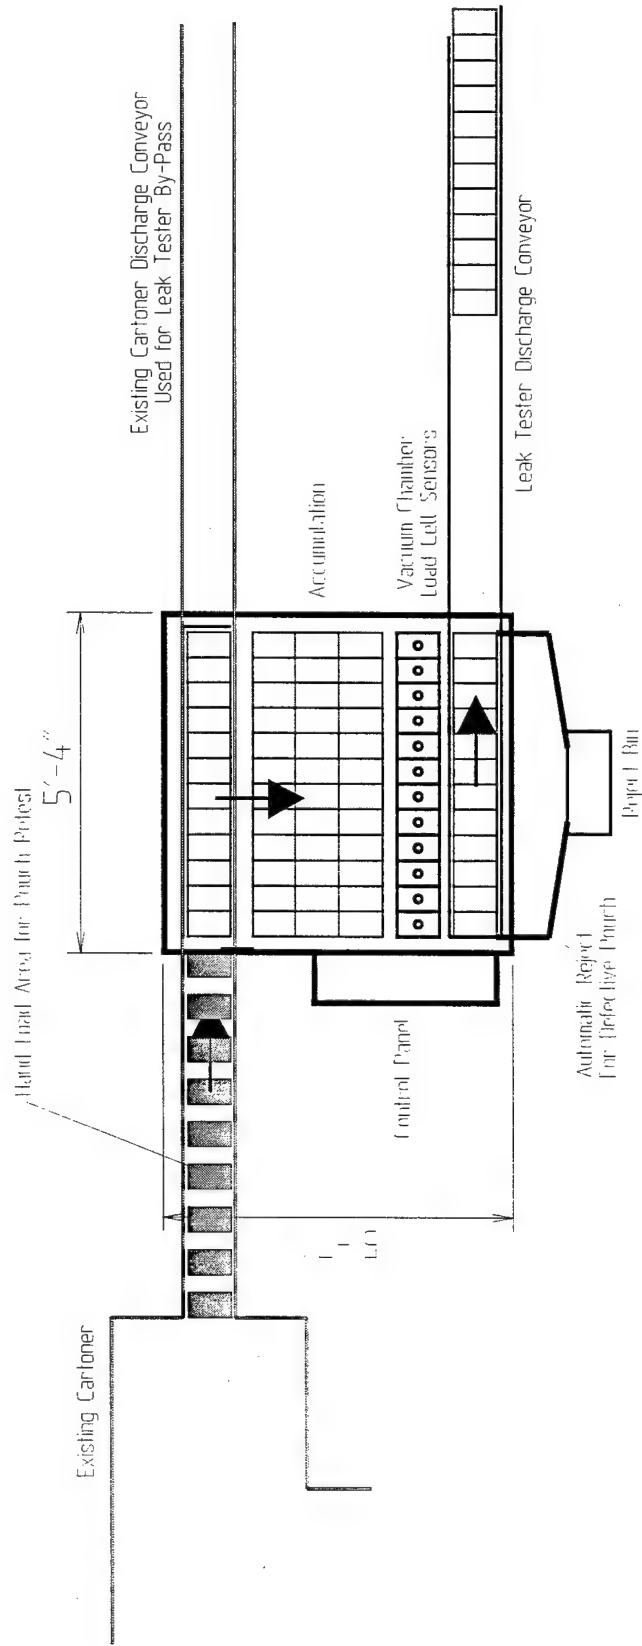 Existing Cartoner
Hand Load Area for Pouch Retest
5'-4"
Existing Cartoner Discharge Conveyor
Used for Leak Tester By-Pass
Accumulation
Vacuum Chamber
Load Cell Sensors
Control Panel
Leak Tester Discharge Conveyor
Automatic Reject
For Defective Pouch
Reject Bin